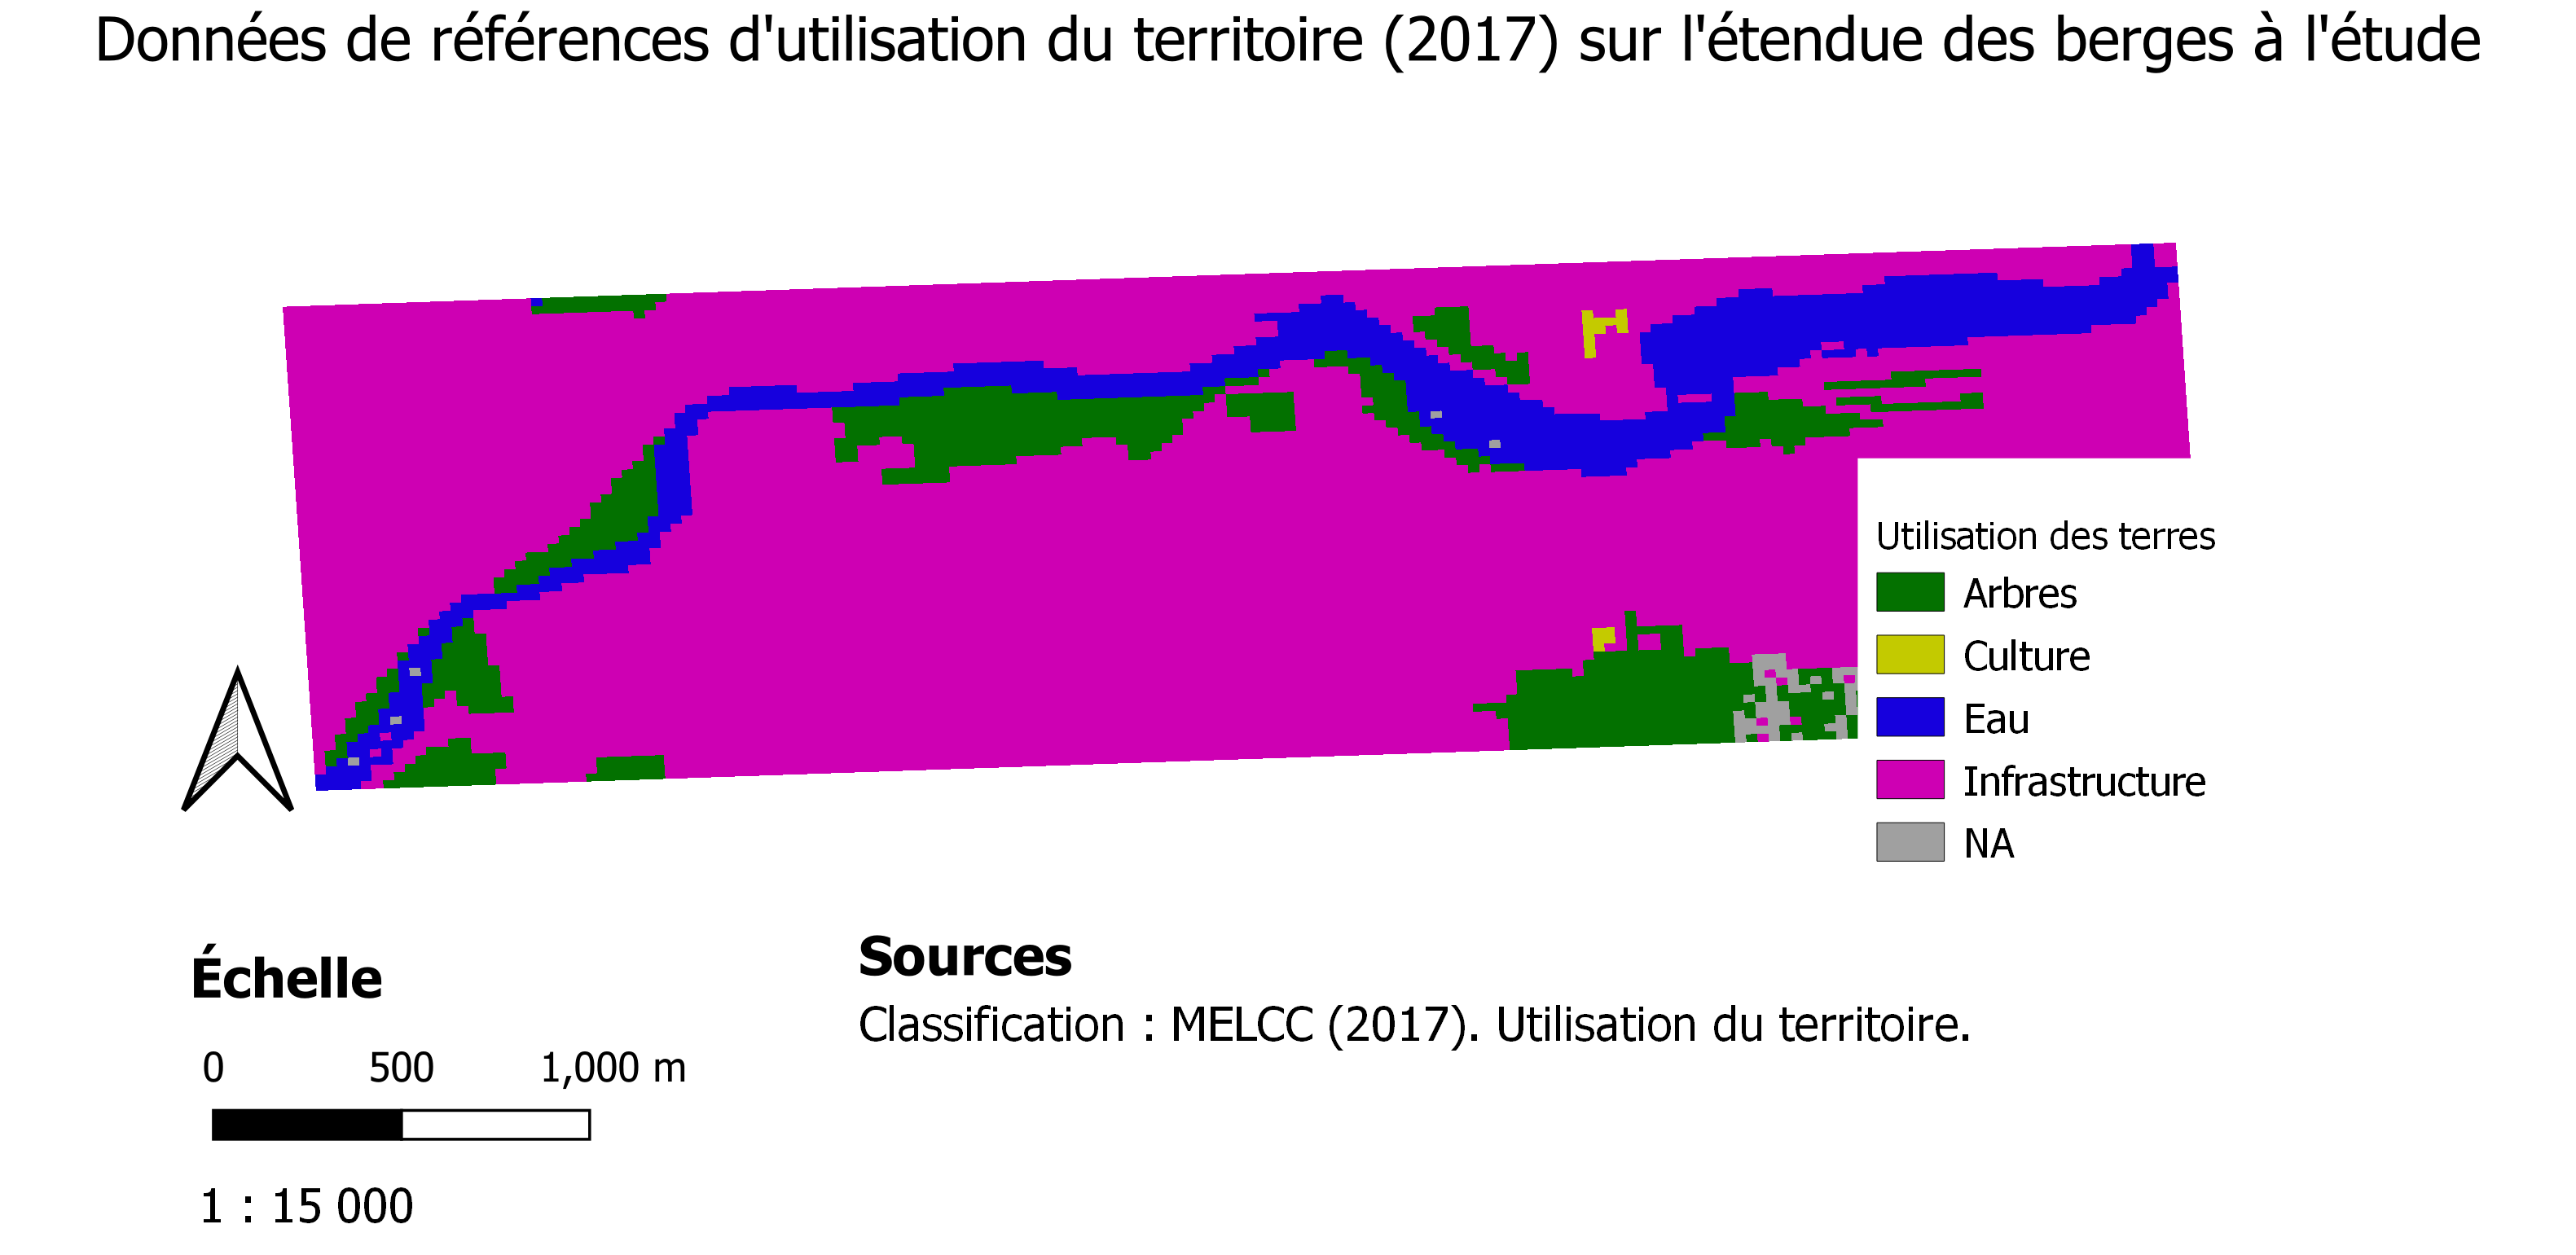 Données de références d'utilisation du territoire (2017) sur l'étendue des berges à l'étude
Utilisation des terres
Arbres
Culture
Eau
Infrastructure
NA
Échelle
0 500 1,000 m
1 : 15 000
Sources
Classification : MELCC (2017). Utilisation du territoire.